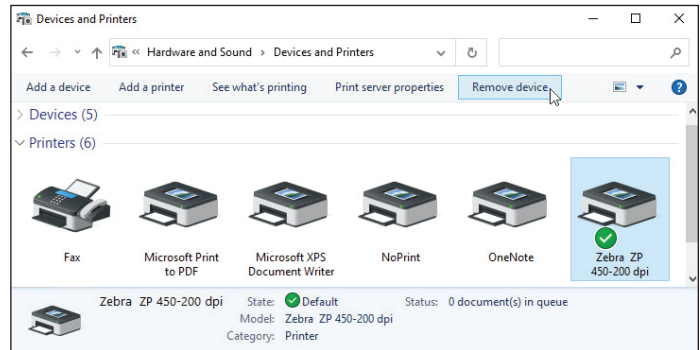 Devices and Printers
« Hardware and Sound > Devices and Printers
Add a device Add a printer See what's printing Print server properties Remove device
Devices (5)
Printers (6)
Fax
Microsoft Print
to PDF
Microsoft XPS
Document Writer
NoPrint
OneNote
Zebra ZP
450-200 dpi
Zebra ZP 450-200 dpi State: Default Status: 0 document(s) in queue
Model: Zebra ZP 450-200 dpi
Category: Printer